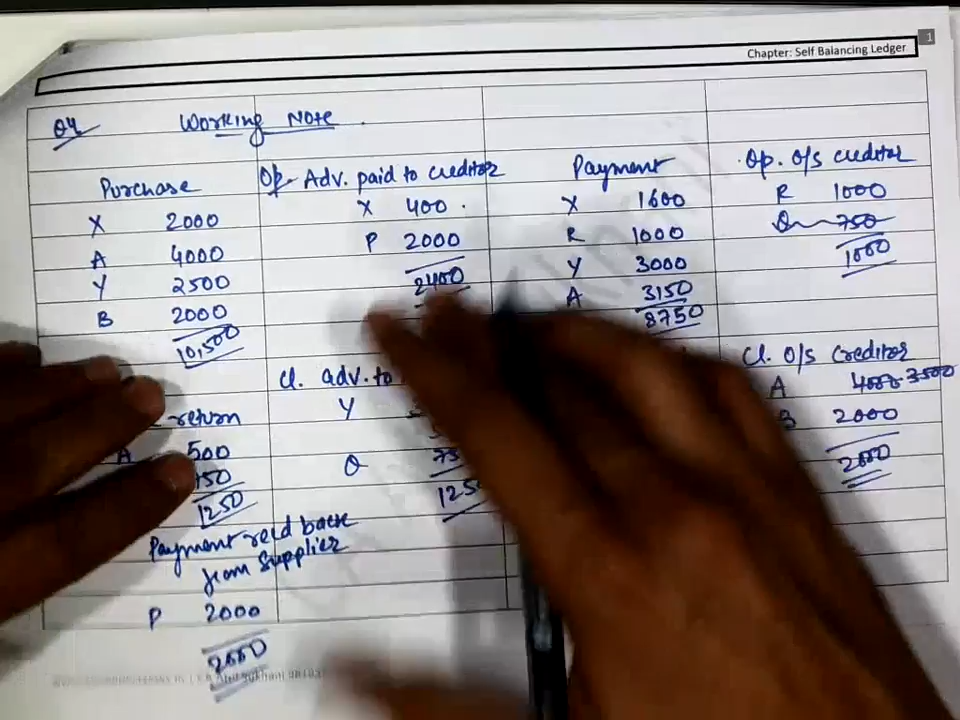 1
Chapter: Self Balancing Ledger
Q4 Working Note
Purchase
X 2000
A 4000
Y 2500
B 2000
10,500
Op. Adv. paid to creditor
X 400
P 2000
2400
Payment
X 1600
R 1000
Y 3000
A 3150
8750
Op. o/s creditor
R 1000
Q 750
1000
return
A 500
1250
Cl. adv. to
Y
Q
Cl. o/s creditor
A 4000-3500
2000
2000
Payment recd back
from Supplier
P 2000
2000